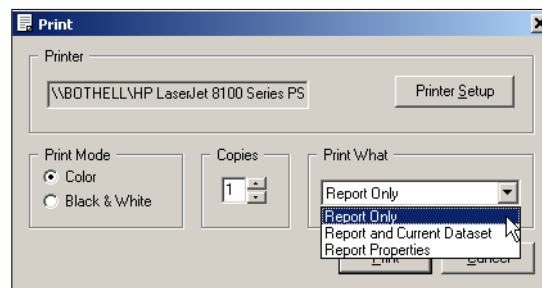 Print
Printer
\\BOTHELL\HP LaserJet 8100 Series PS
Printer Setup
Print Mode
Color
Black & White
Copies
1
Print What
Report Only
Report Only
Report and Current Dataset
Report Properties
Print
Cancel